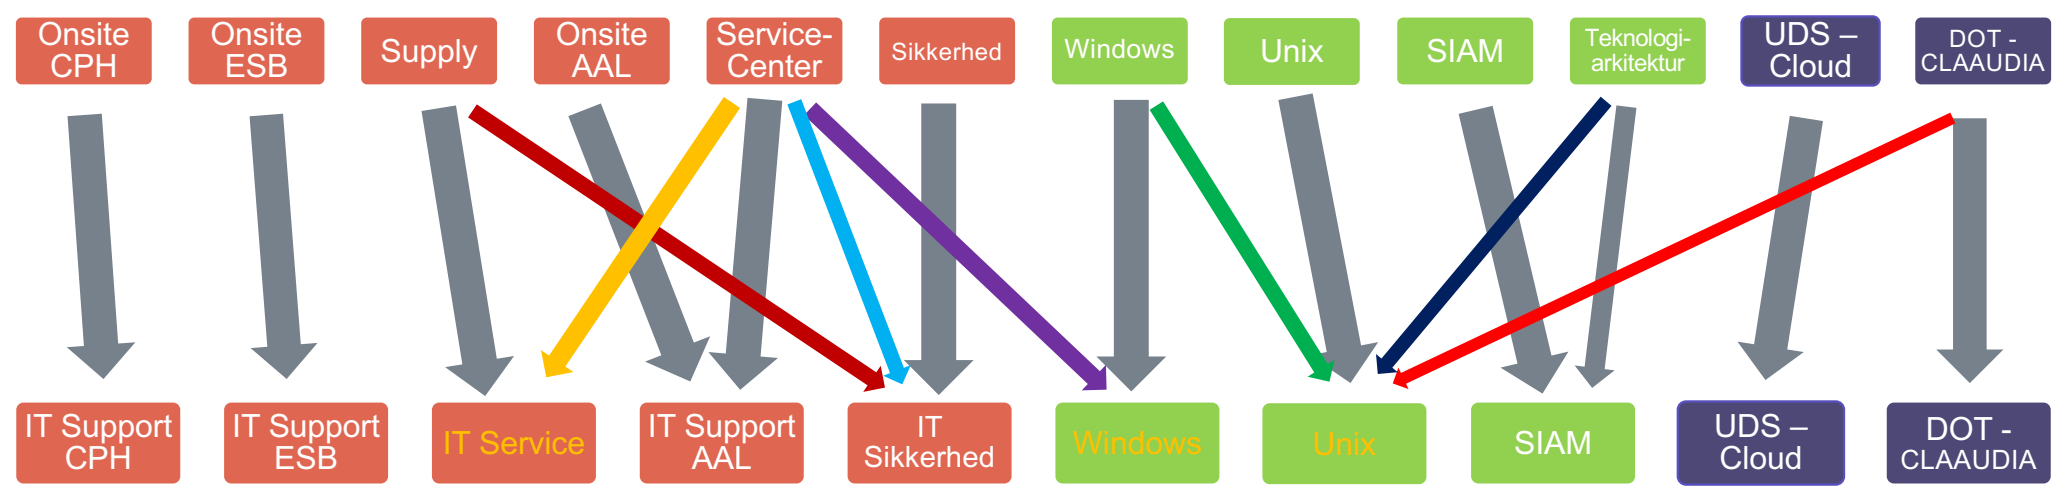 Onsite
CPH
Onsite
ESB
Supply
Onsite
AAL
Service-
Center
Sikkerhed
Windows
Unix
SIAM
Teknologi-
arkitektur
UDS –
Cloud
DOT -
CLAAUDIA
IT Support
CPH
IT Support
ESB
IT Service
IT Support
AAL
IT
Sikkerhed
Windows
Unix
SIAM
UDS –
Cloud
DOT -
CLAAUDIA